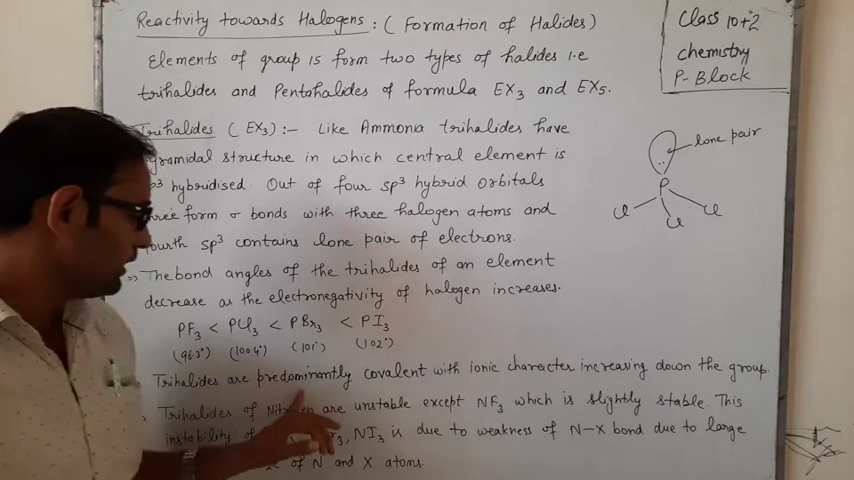 Reactivity towards Halogens : ( Formation of Halides )
Elements of group 15 form two types of halides i.e
trihalides and Pentahalides of formula EX3 and EX5.
Trihalides ( EX3 ) :- Like Ammonia trihalides have
pyramidal structure in which central element is
sp3 hybridised. Out of four sp3 hybrid orbitals
three form σ bonds with three halogen atoms and
fourth sp3 contains lone pair of electrons.
⇒ The bond angles of the trihalides of an element
decrease as the electronegativity of halogen increases.
PF3 < PCl3 < PBr3 < PI3
(96.3°) (100.4°) (101°) (102°)
Trihalides are predominantly covalent with ionic character increasing down the group.
Trihalides of Nitrogen are unstable except NF3 which is slightly stable. This
instability of NI3 is due to weakness of N-X bond due to large
of N and X atoms.
Class 10+2
chemistry
P-Block
lone pair
P
Cl Cl Cl